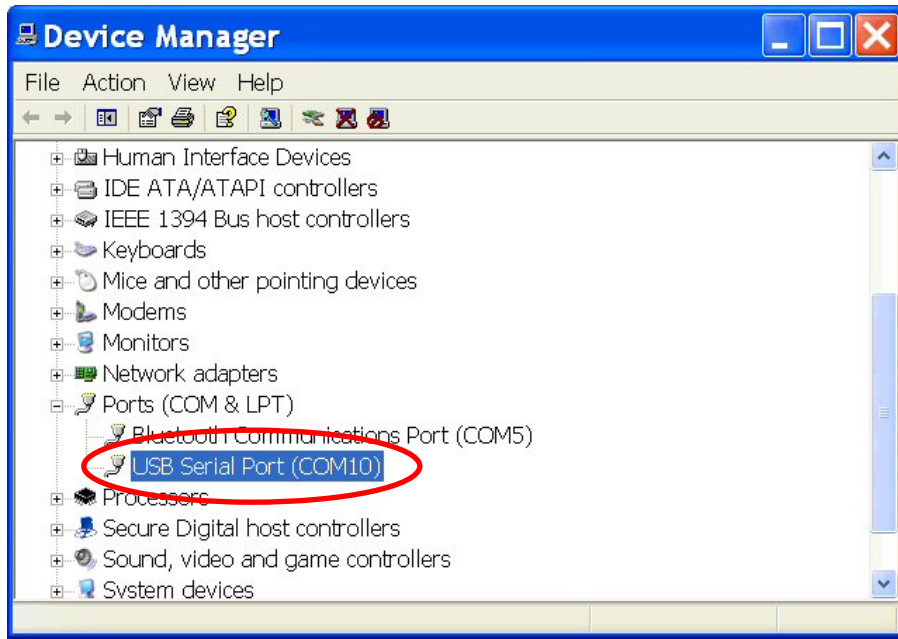 Device Manager
File Action View Help
Human Interface Devices
IDE ATA/ATAPI controllers
IEEE 1394 Bus host controllers
Keyboards
Mice and other pointing devices
Modems
Monitors
Network adapters
Ports (COM & LPT)
Bluetooth Communications Port (COM5)
USB Serial Port (COM10)
Processors
Secure Digital host controllers
Sound, video and game controllers
System devices